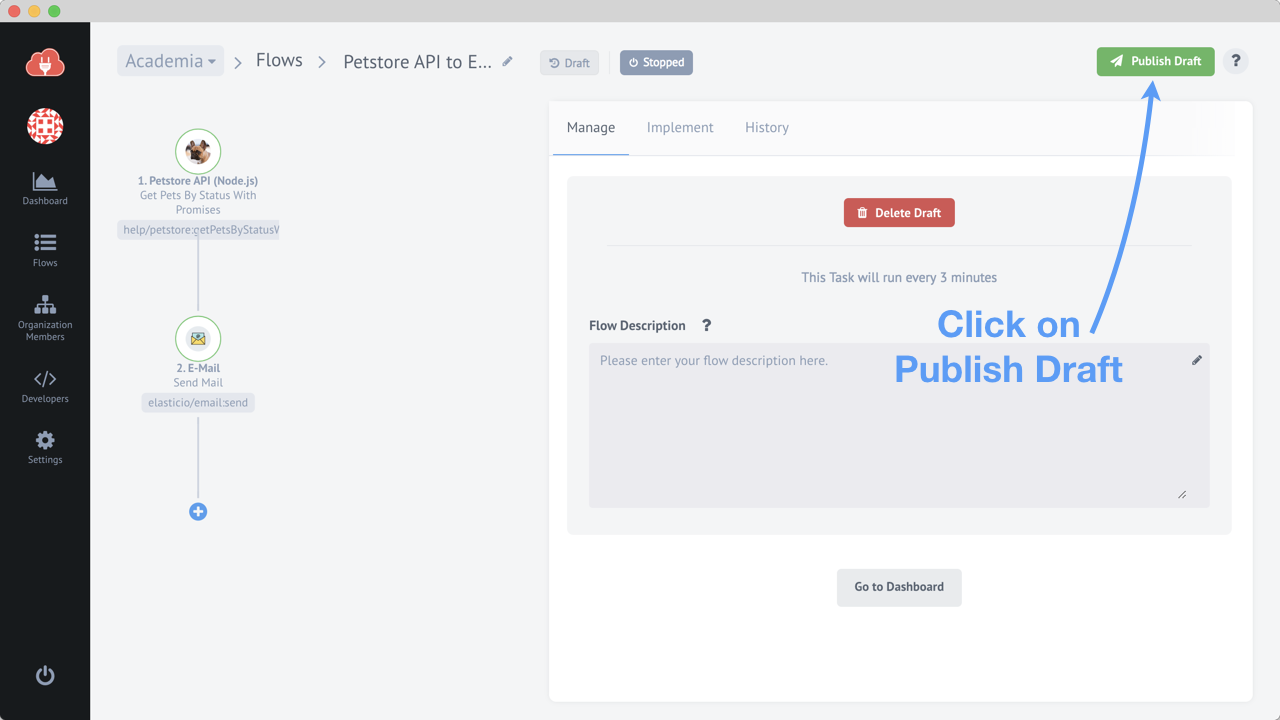 Academia
Flows
Petstore API to E...
Draft
Stopped
Publish Draft
?
Dashboard
Flows
Organization
Members
Developers
Settings
1. Petstore API (Node.js)
Get Pets By Status With
Promises
help/petstore:getPetsByStatusW
2. E-Mail
Send Mail
elasticio/email:send
Manage
Implement
History
Delete Draft
This Task will run every 3 minutes
Flow Description ?
Please enter your flow description here.
Click on
Publish Draft
Go to Dashboard